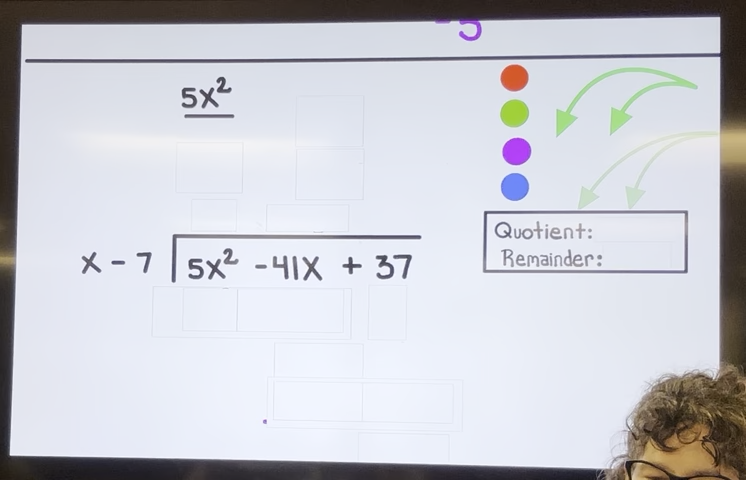 5
5x²
x - 7 5x² - 41x + 37
Quotient:
Remainder: